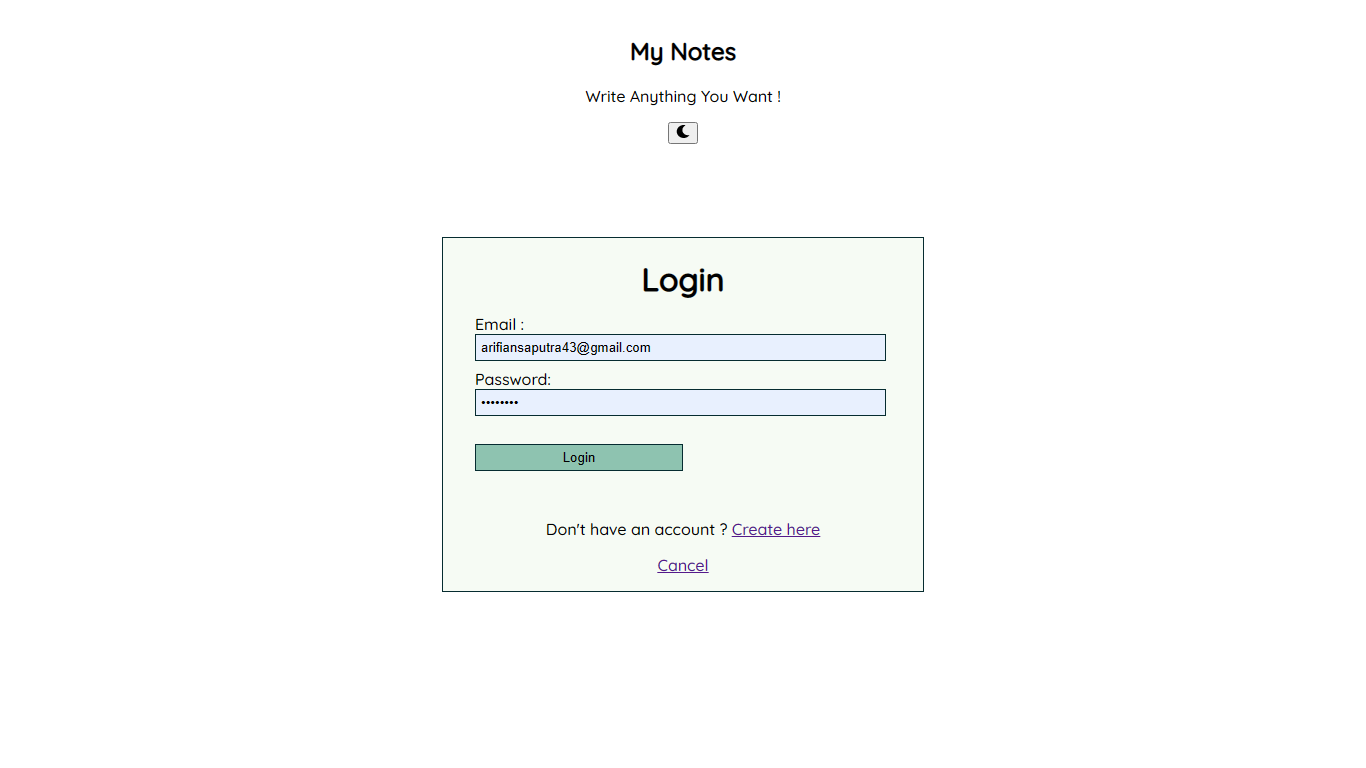 My Notes
Write Anything You Want !
Login
Email :
arifiansaputra43@gmail.com
Password:
••••••••
Login
Don't have an account ? Create here
Cancel